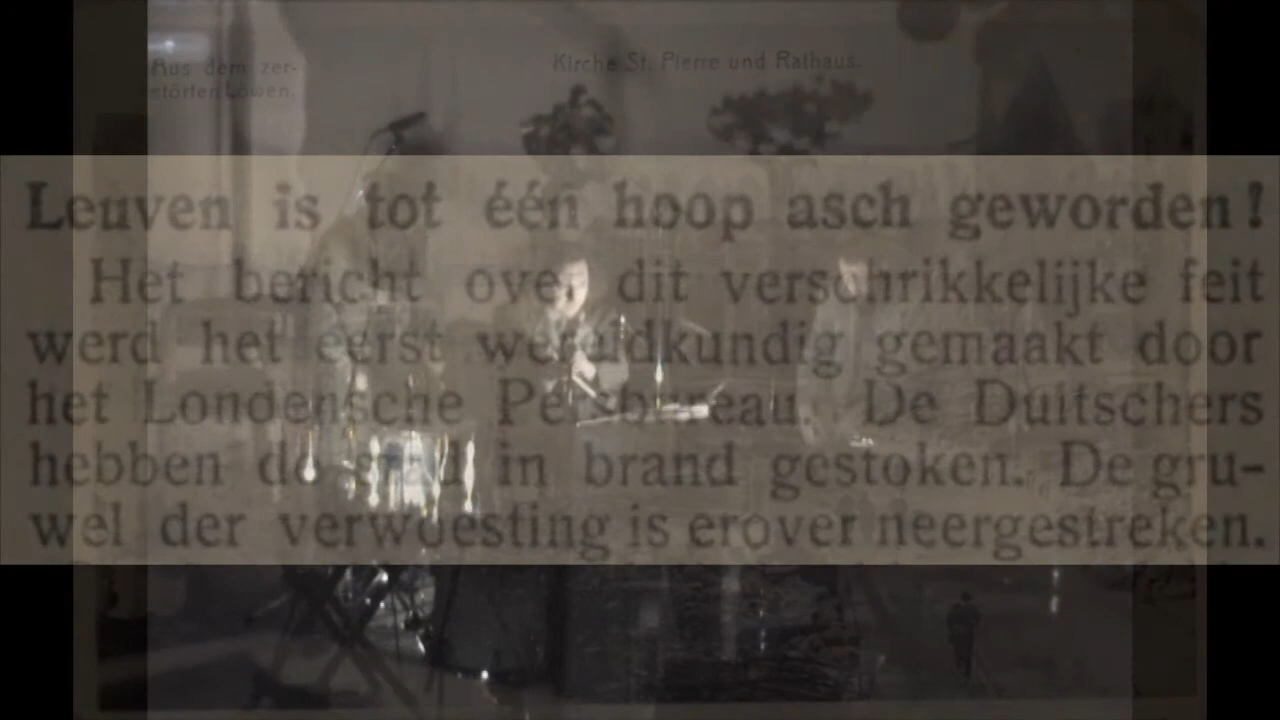 Aus dem zer-
störten Löwen.
Kirche St. Pierre und Rathaus.
Leuven is tot één hoop asch geworden!
Het bericht over dit verschrikkelijke feit
werd het eerst wereldkundig gemaakt door
het Londensche Persbureau. De Duitschers
hebben de stad in brand gestoken. De gru-
wel der verwoesting is erover neergestreken.